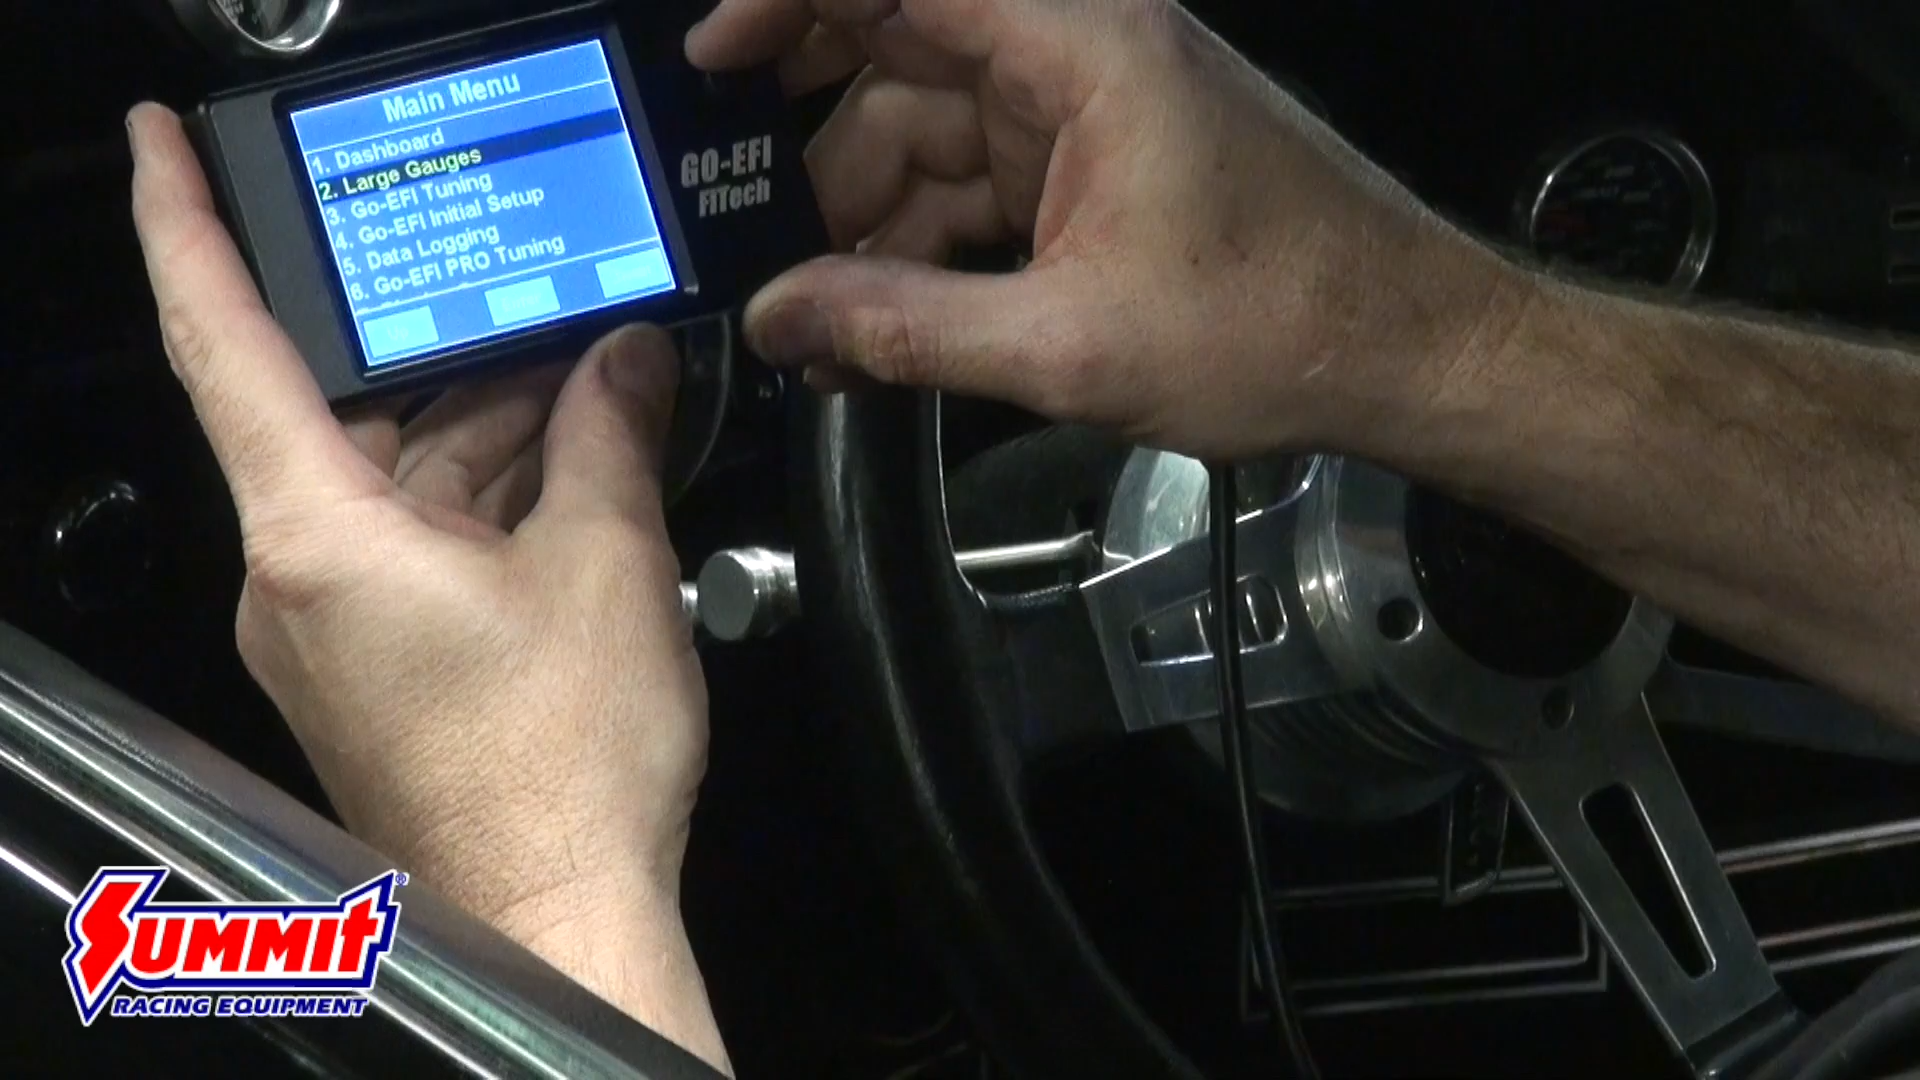 Main Menu
1. Dashboard
2. Large Gauges
3. Go-EFI Tuning
4. Go-EFI Initial Setup
5. Data Logging
6. Go-EFI PRO Tuning
GO-EFI
FITech
SUMMIT®
RACING EQUIPMENT